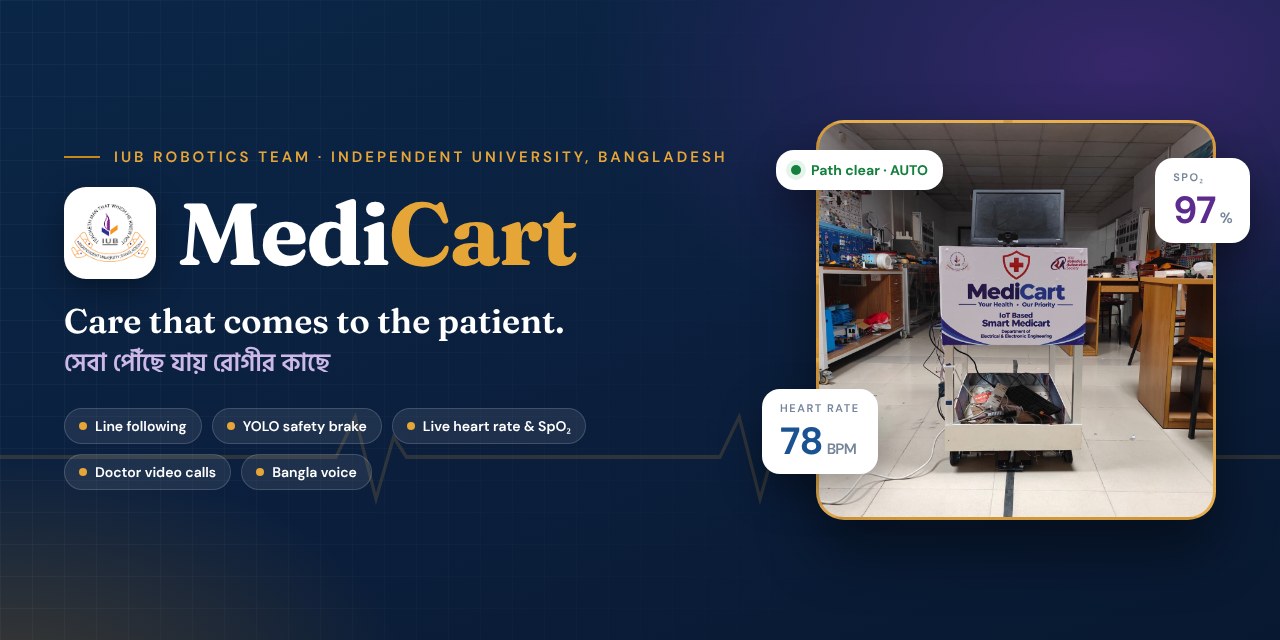 IUB ROBOTICS TEAM · INDEPENDENT UNIVERSITY, BANGLADESH
IUB
MediCart
Care that comes to the patient.
সেবা পৌঁছে যায় রোগীর কাছে
Line following
YOLO safety brake
Live heart rate & SpO₂
Doctor video calls
Bangla voice
Path clear · AUTO
SPO₂
97 %
MediCart
Your Health • Our Priority
IoT Based
Smart Medicart
Department of
Electrical & Electronic Engineering
HEART RATE
78 BPM